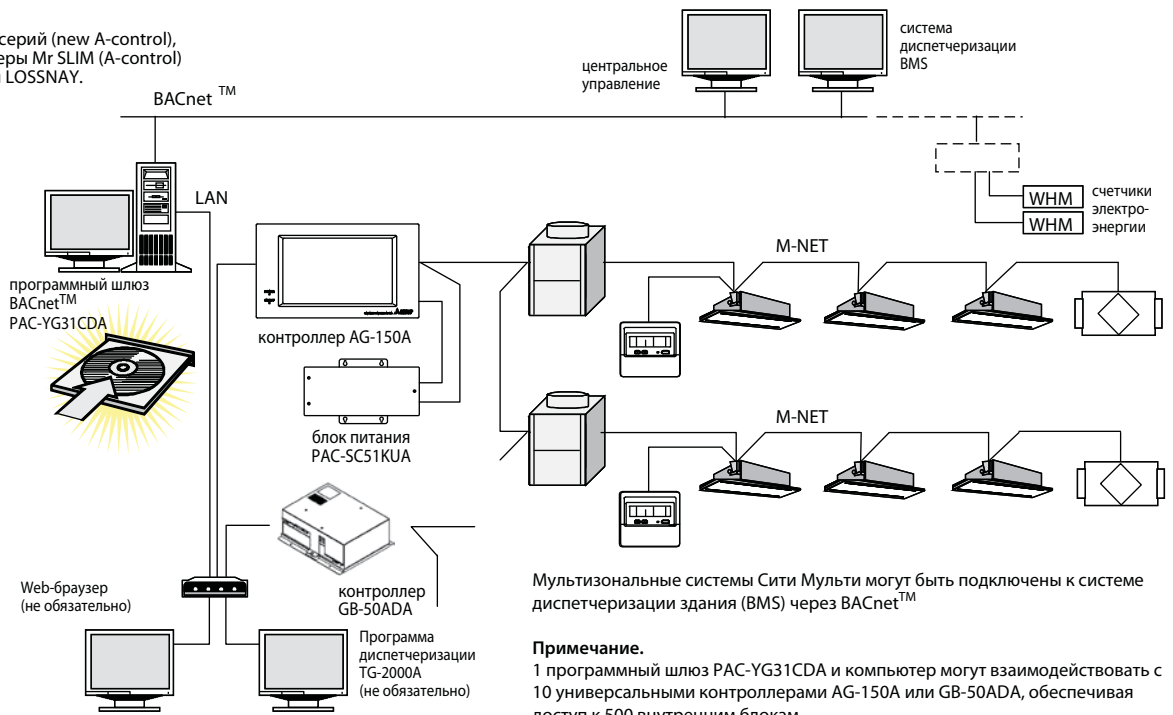 серий (new A-control),
еры Mr SLIM (A-control)
LOSSNAY.
BACnet TM
центральное
управление
система
диспетчеризации
BMS
LAN
WHM
WHM
счетчики
электро-
энергии
M-NET
программный шлюз
BACnetTM
PAC-YG31CDA
контроллер AG-150A
блок питания
PAC-SC51KUA
M-NET
Web-браузер
(не обязательно)
контроллер
GB-50ADA
Программа
диспетчеризации
TG-2000A
(не обязательно)
Мультизональные системы Сити Мульти могут быть подключены к системе
диспетчеризации здания (BMS) через BACnetTM
Примечание.
1 программный шлюз PAC-YG31CDA и компьютер могут взаимодействовать с
10 универсальными контроллерами AG-150A или GB-50ADA, обеспечивая
доступ к 500 внутренним блокам